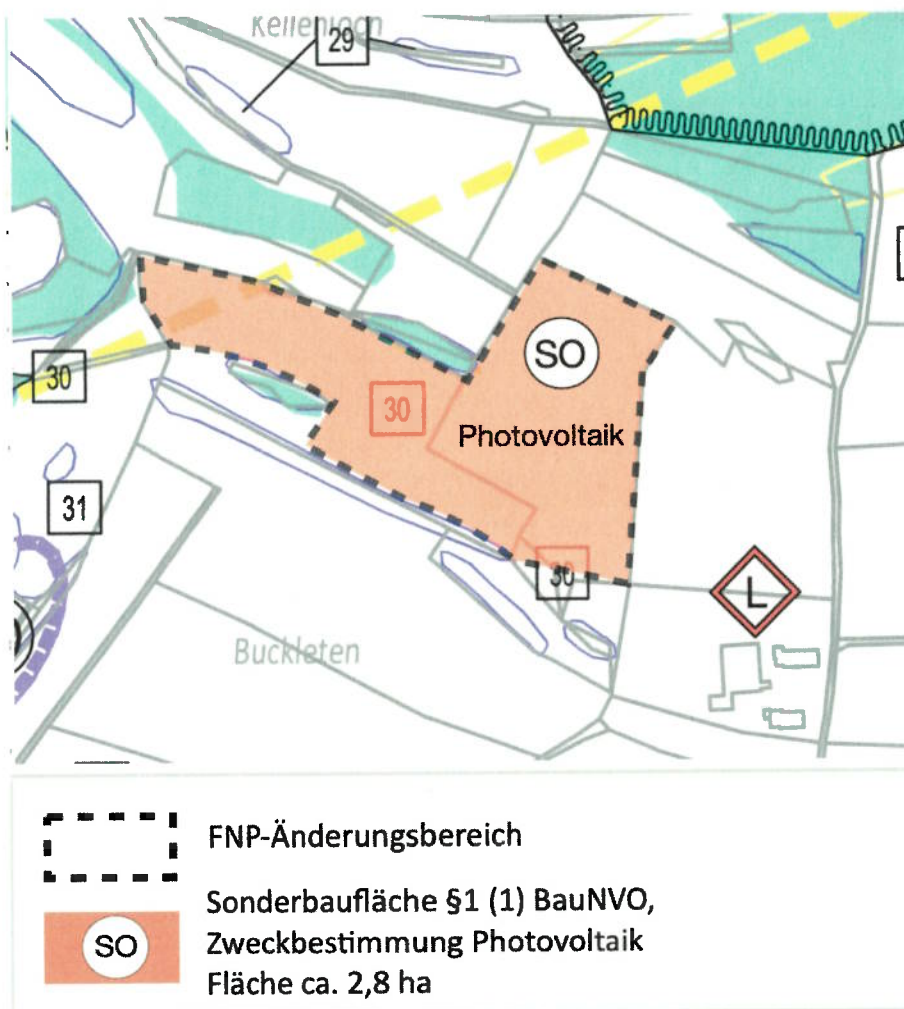 Kellenloch
29
SO
30
30
Photovoltaik
31
30
L
Buckleten
FNP-Änderungsbereich
Sonderbaufläche §1 (1) BauNVO,
SO
Zweckbestimmung Photovoltaik
Fläche ca. 2,8 ha